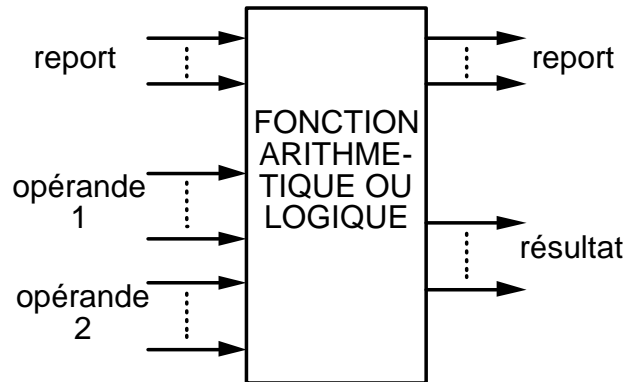 report
opérande
1
opérande
2
FONCTION
ARITHME-
TIQUE OU
LOGIQUE
report
résultat